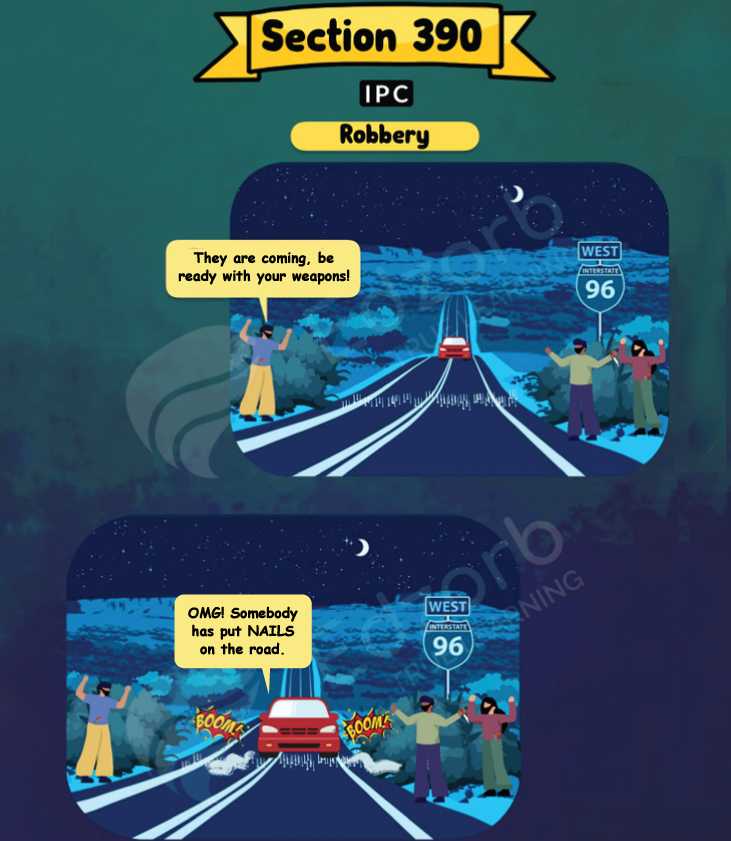 Section 390
IPC
Robbery
They are coming, be
ready with your weapons!
WEST
INTERSTATE
96
OMG! Somebody
has put NAILS
on the road.
WEST
INTERSTATE
96
BOOM!
BOOM!